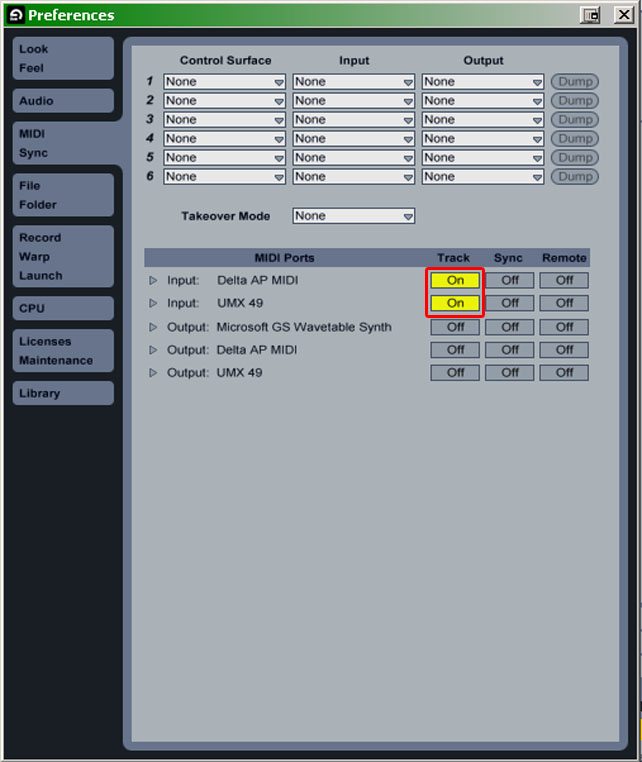 Preferences
Look
Feel
Audio
MIDI
Sync
File
Folder
Record
Warp
Launch
CPU
Licenses
Maintenance
Library
Control Surface Input Output
1 None None None Dump
2 None None None Dump
3 None None None Dump
4 None None None Dump
5 None None None Dump
6 None None None Dump
Takeover Mode None
MIDI Ports Track Sync Remote
Input: Delta AP MIDI On Off Off
Input: UMX 49 On Off Off
Output: Microsoft GS Wavetable Synth Off Off Off
Output: Delta AP MIDI Off Off Off
Output: UMX 49 Off Off Off